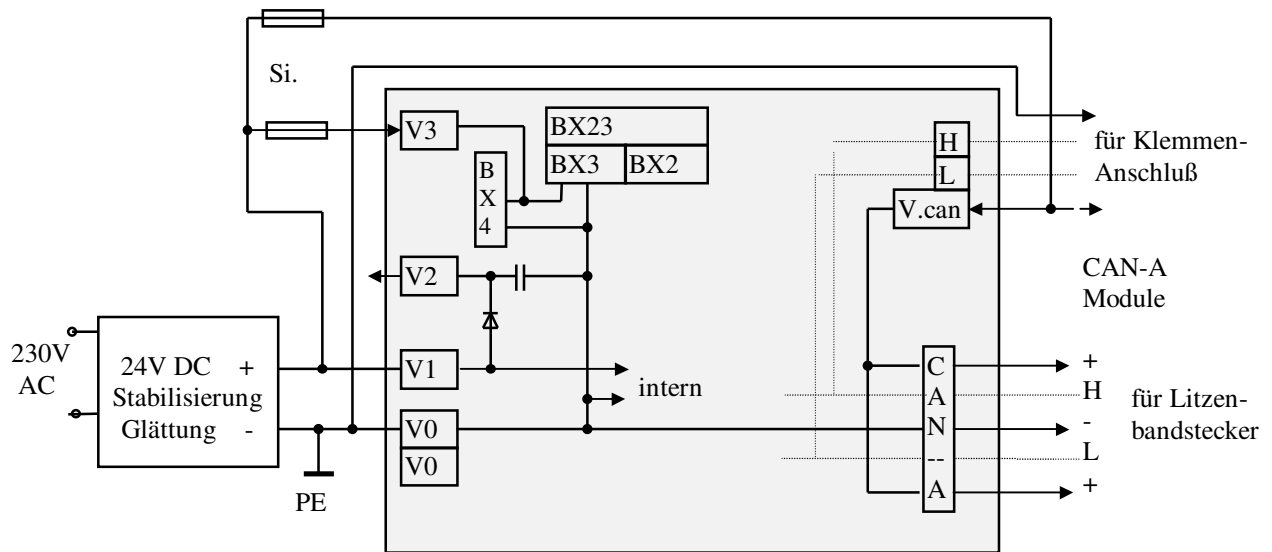 Si.
V3
BX23
BX3
BX2
B
X
4
H
L
V.can
für Klemmen-
Anschluß
V2
CAN-A
Module
230V
AC
24V DC +
Stabilisierung
Glättung -
V1
intern
V0
V0
PE
C
A
N
--
A
+
H
-
L
+
für Litzen-
bandstecker